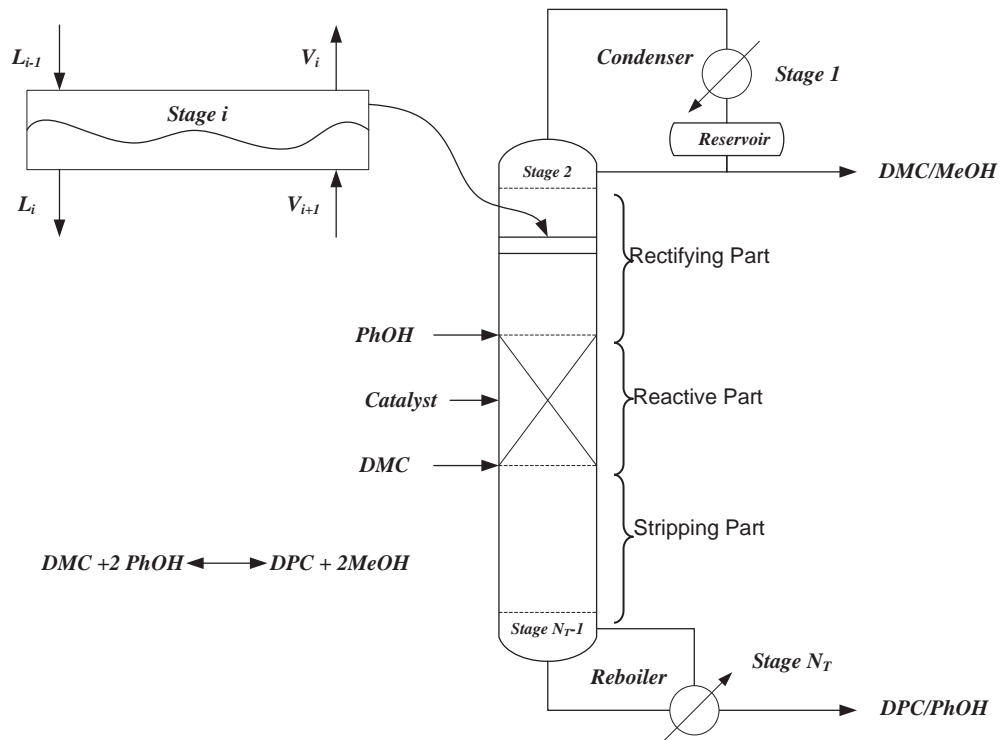 L_{i-1}
V_i
Stage i
L_i
V_{i+1}
Condenser
Stage 1
Reservoir
Stage 2
DMC/MeOH
Rectifying Part
PhOH
Catalyst
Reactive Part
DMC
Stripping Part
DMC +2 PhOH DPC + 2MeOH
Stage N_T-1
Reboiler
Stage N_T
DPC/PhOH